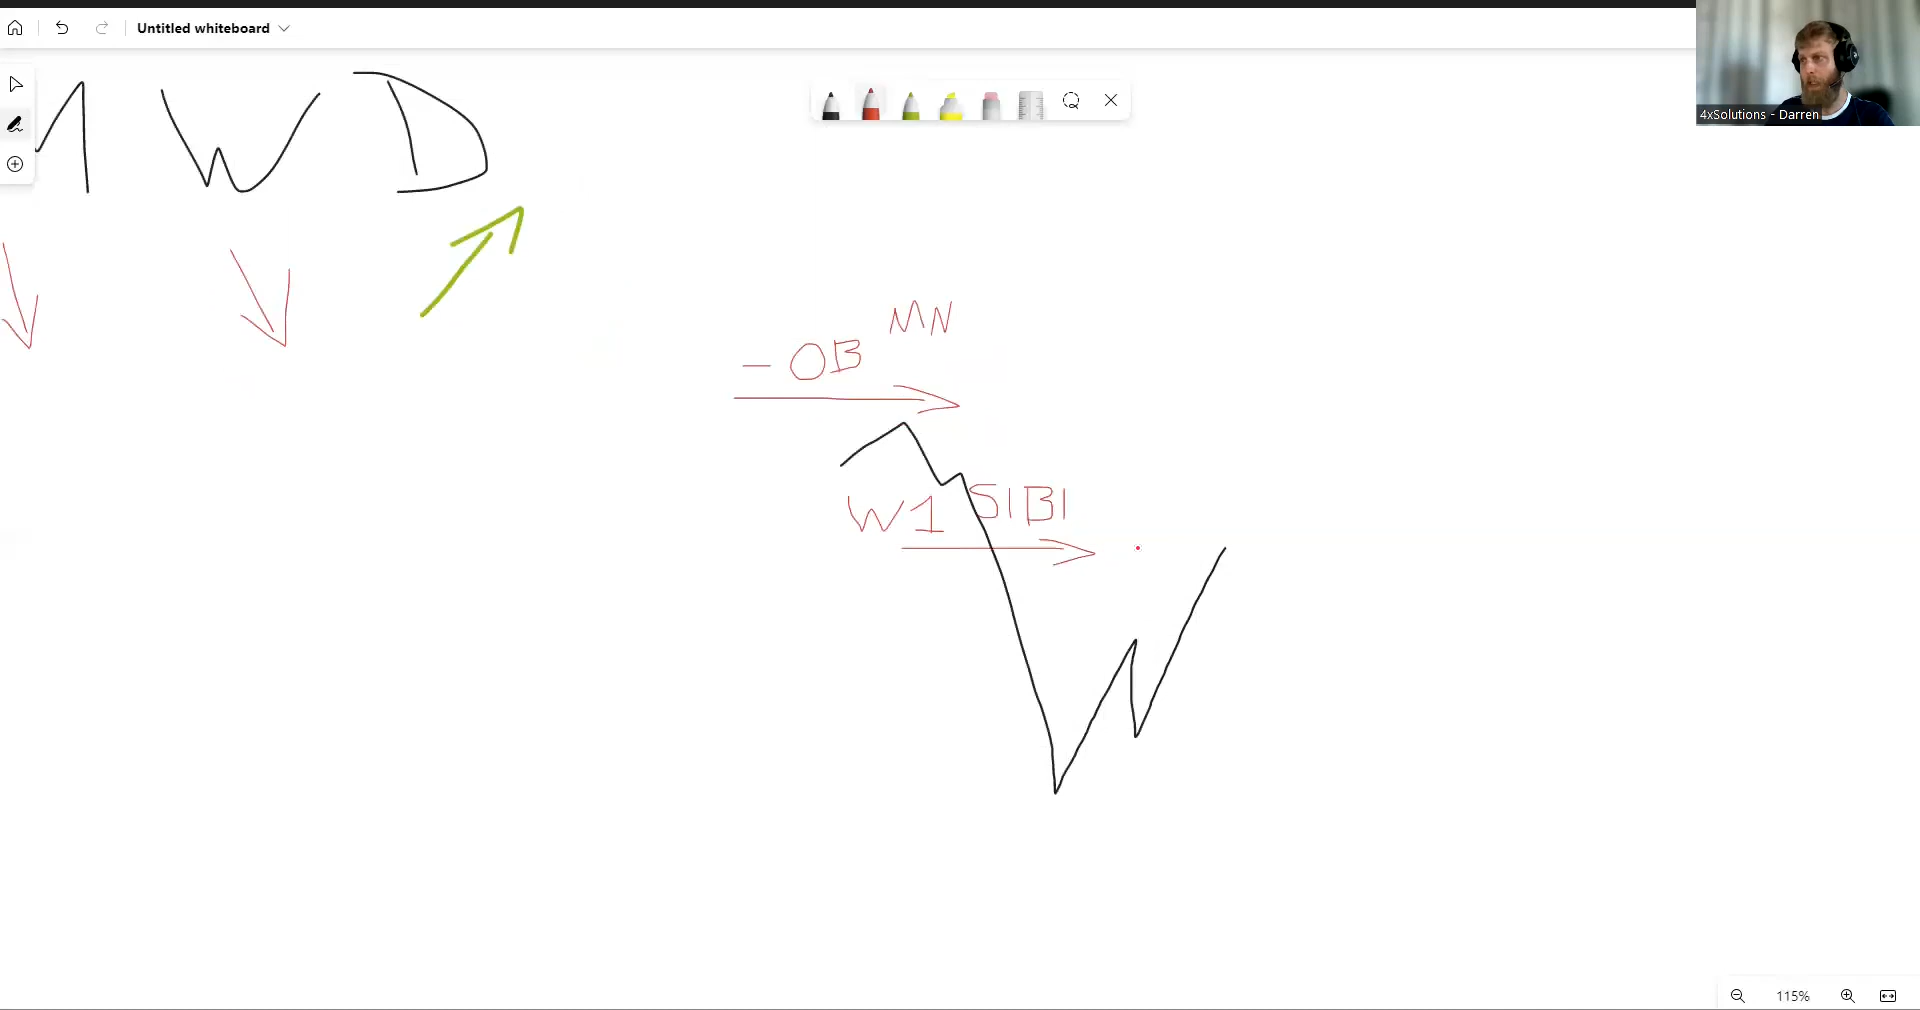 Untitled whiteboard
4xSolutions - Darren
M W D
MN
- OB
W1 SIBI
115%